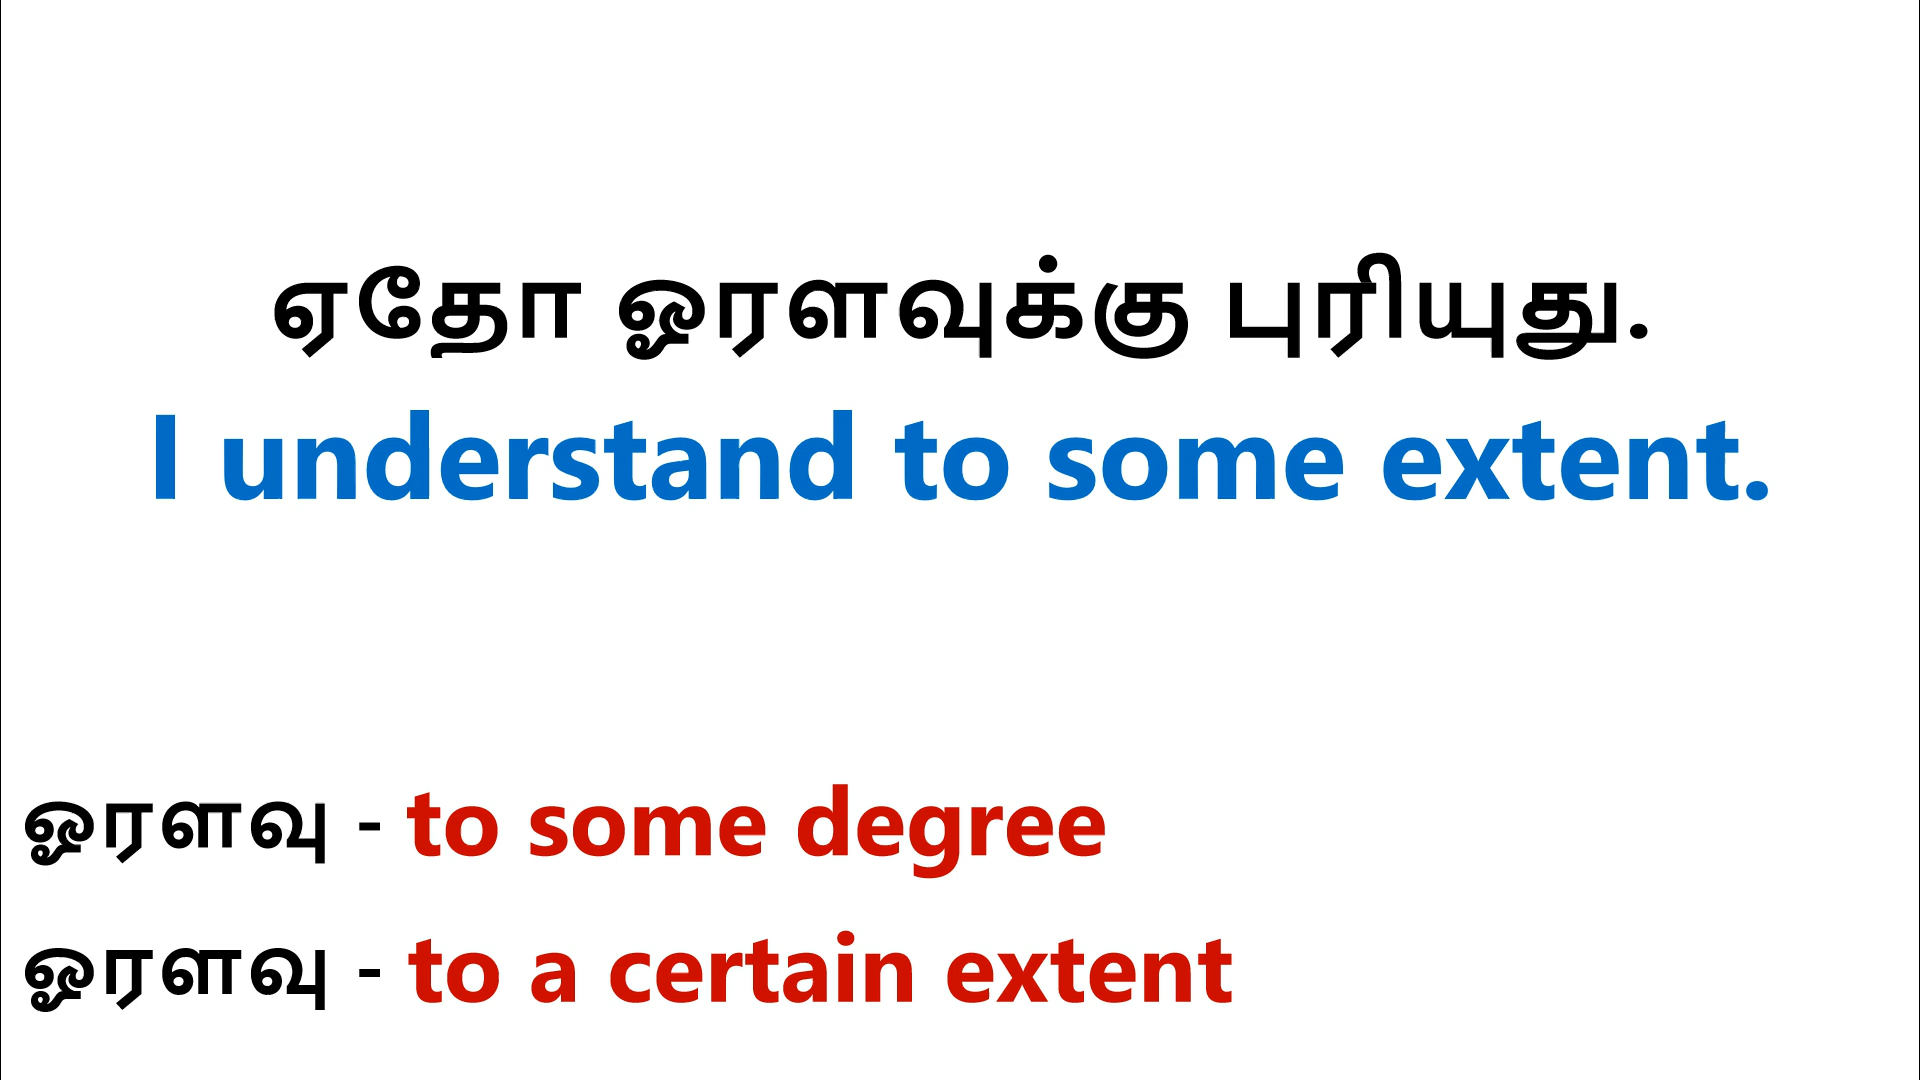 ஏதோ ஓரளவுக்கு புரியுது.
I understand to some extent.
ஓரளவு - to some degree
ஓரளவு - to a certain extent